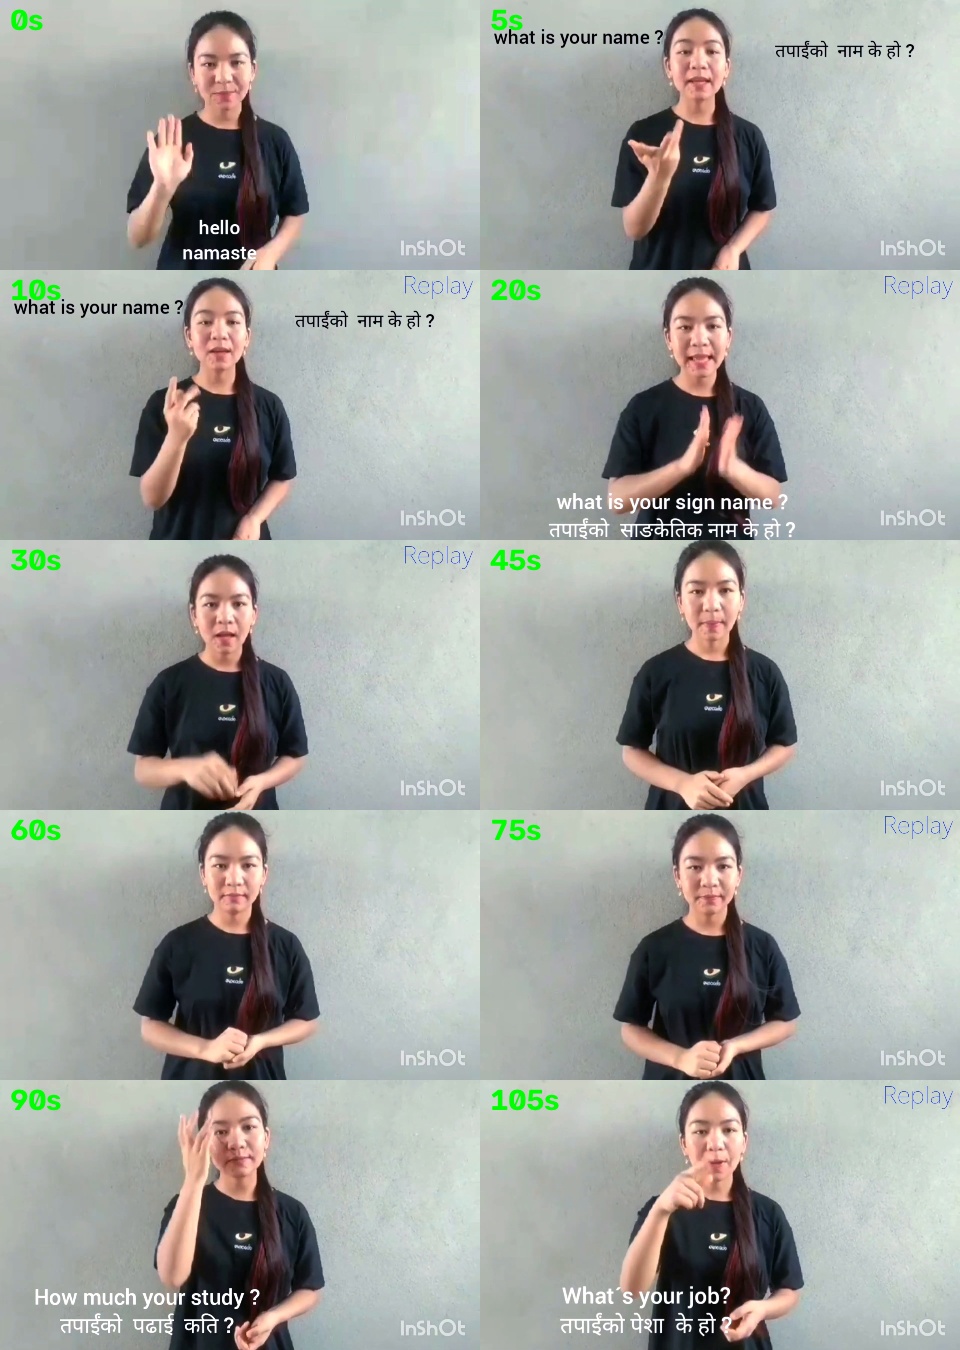 0s
hello
namaste
InShOt
5s
what is your name ?
तपाईंको नाम के हो ?
InShOt
10s
Replay
what is your name ?
तपाईंको नाम के हो ?
InShOt
20s
Replay
what is your sign name ?
तपाईंको साङकेतिक नाम के हो ?
InShOt
30s
Replay
InShOt
45s
InShOt
60s
InShOt
75s
Replay
InShOt
90s
How much your study ?
तपाईंको पढाई कति ?
InShOt
105s
Replay
What´s your job?
तपाईंको पेशा के हो ?
InShOt